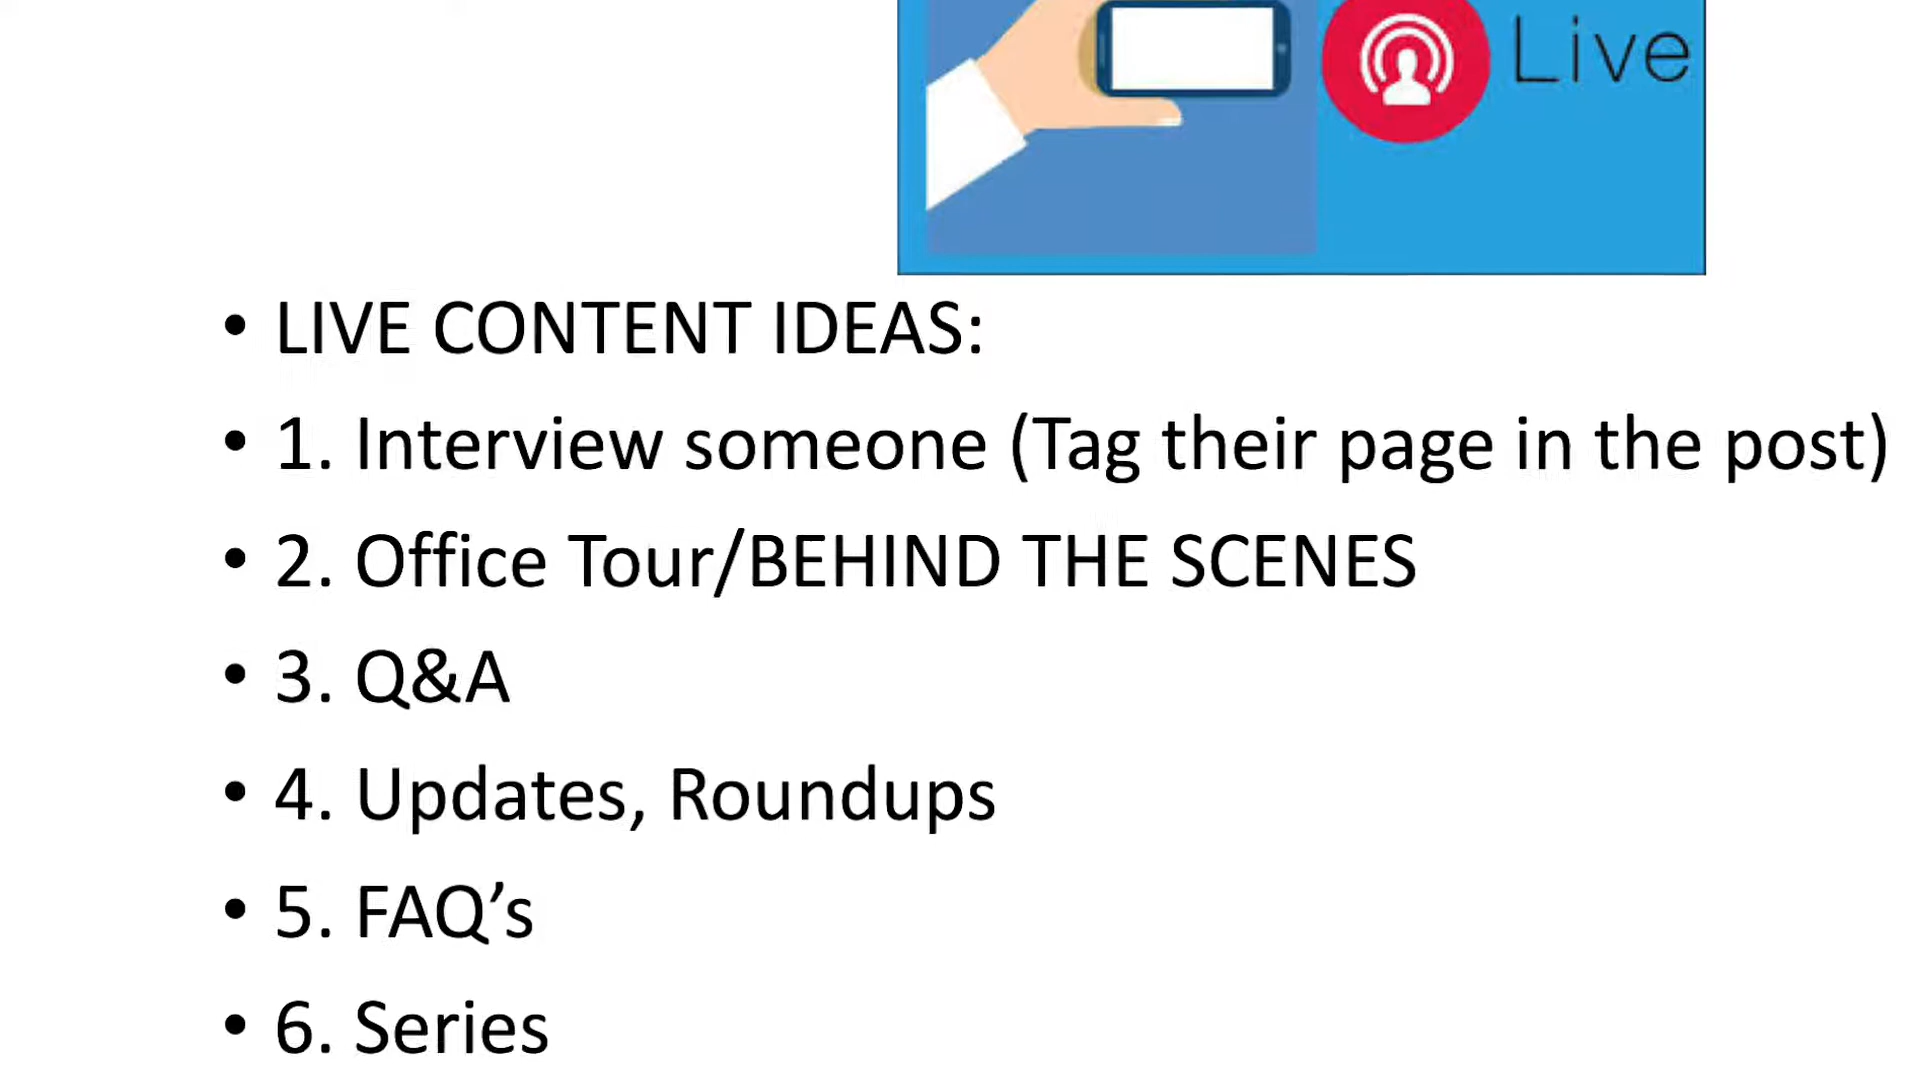 Live
• LIVE CONTENT IDEAS:
• 1. Interview someone (Tag their page in the post)
• 2. Office Tour/BEHIND THE SCENES
• 3. Q&A
• 4. Updates, Roundups
• 5. FAQ’s
• 6. Series